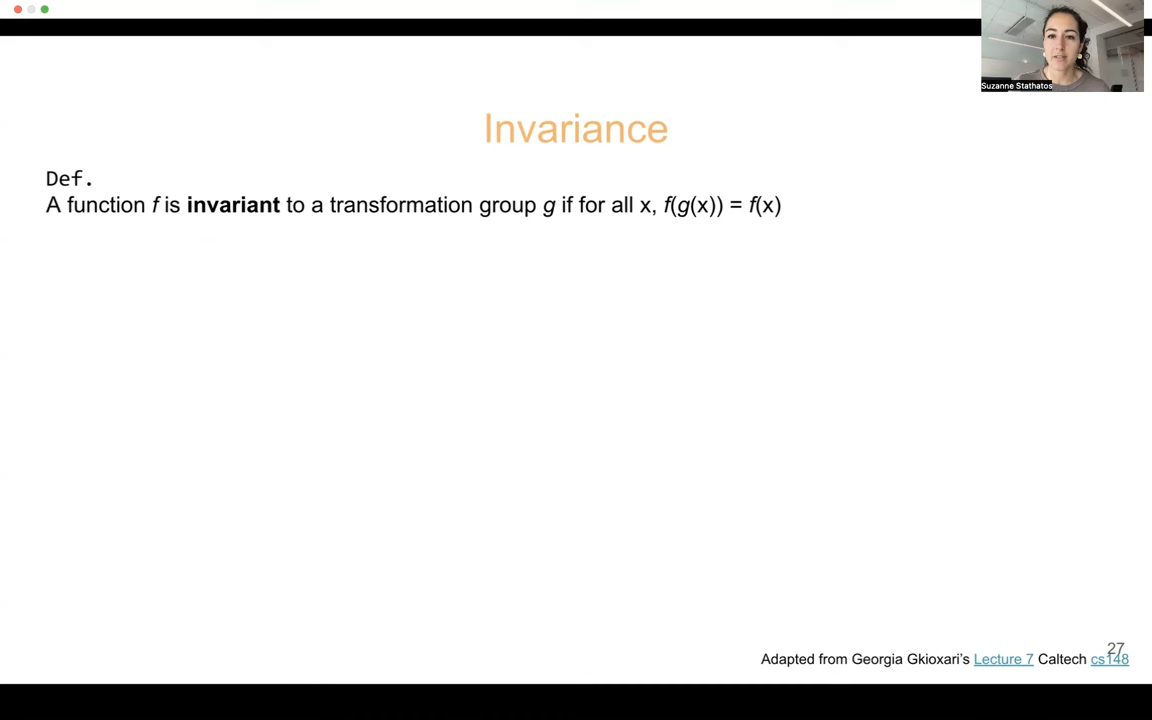 Suzanne Stathatos
Invariance
Def.
A function f is invariant to a transformation group g if for all x, f(g(x)) = f(x)
27
Adapted from Georgia Gkioxari's Lecture 7 Caltech cs148